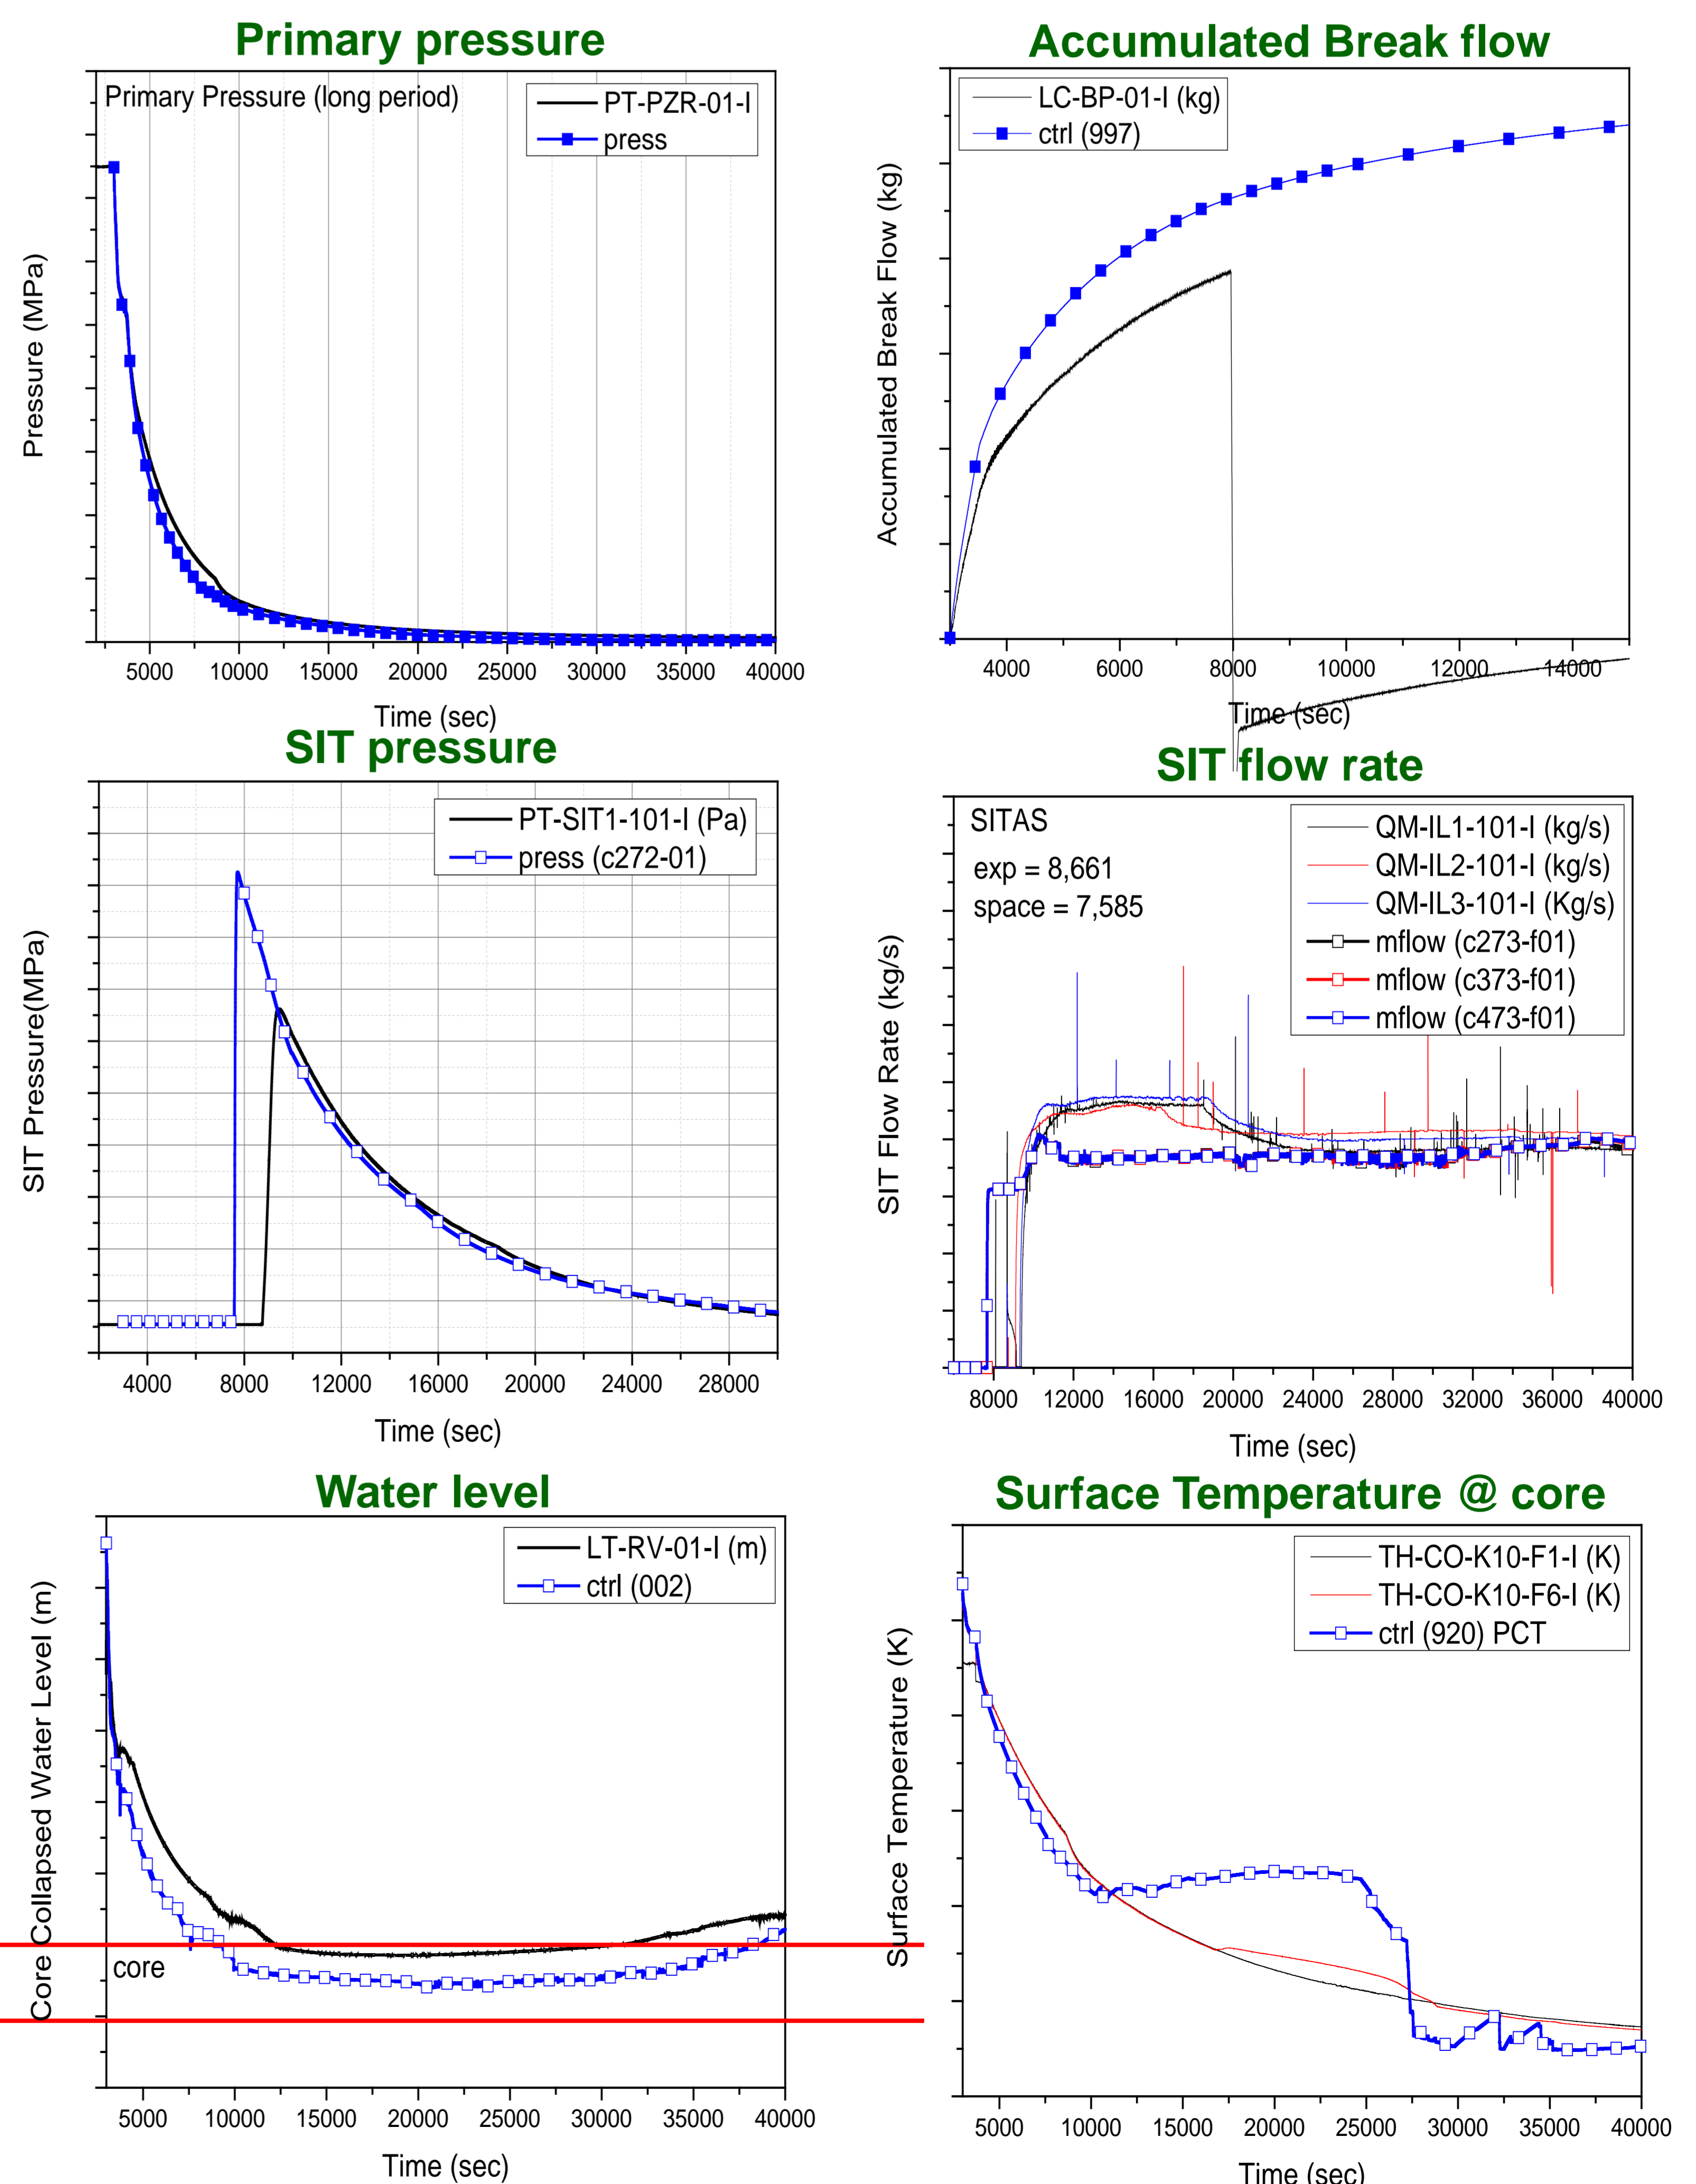 Primary pressure
Primary Pressure (long period)
PT-PZR-01-I
press
Pressure (MPa)
5000 10000 15000 20000 25000 30000 35000 40000
Time (sec)
Accumulated Break flow
LC-BP-01-I (kg)
ctrl (997)
Accumulated Break Flow (kg)
4000 6000 8000 10000 12000 14000
Time (sec)
SIT pressure
PT-SIT1-101-I (Pa)
press (c272-01)
SIT Pressure(MPa)
4000 8000 12000 16000 20000 24000 28000
Time (sec)
SIT flow rate
SITAS
exp = 8,661
space = 7,585
QM-IL1-101-I (kg/s)
QM-IL2-101-I (kg/s)
QM-IL3-101-I (Kg/s)
mflow (c273-f01)
mflow (c373-f01)
mflow (c473-f01)
SIT Flow Rate (kg/s)
8000 12000 16000 20000 24000 28000 32000 36000 40000
Time (sec)
Water level
LT-RV-01-I (m)
ctrl (002)
Core Collapsed Water Level (m)
core
5000 10000 15000 20000 25000 30000 35000 40000
Time (sec)
Surface Temperature @ core
TH-CO-K10-F1-I (K)
TH-CO-K10-F6-I (K)
ctrl (920) PCT
Surface Temperature (K)
5000 10000 15000 20000 25000 30000 35000 40000
Time (sec)